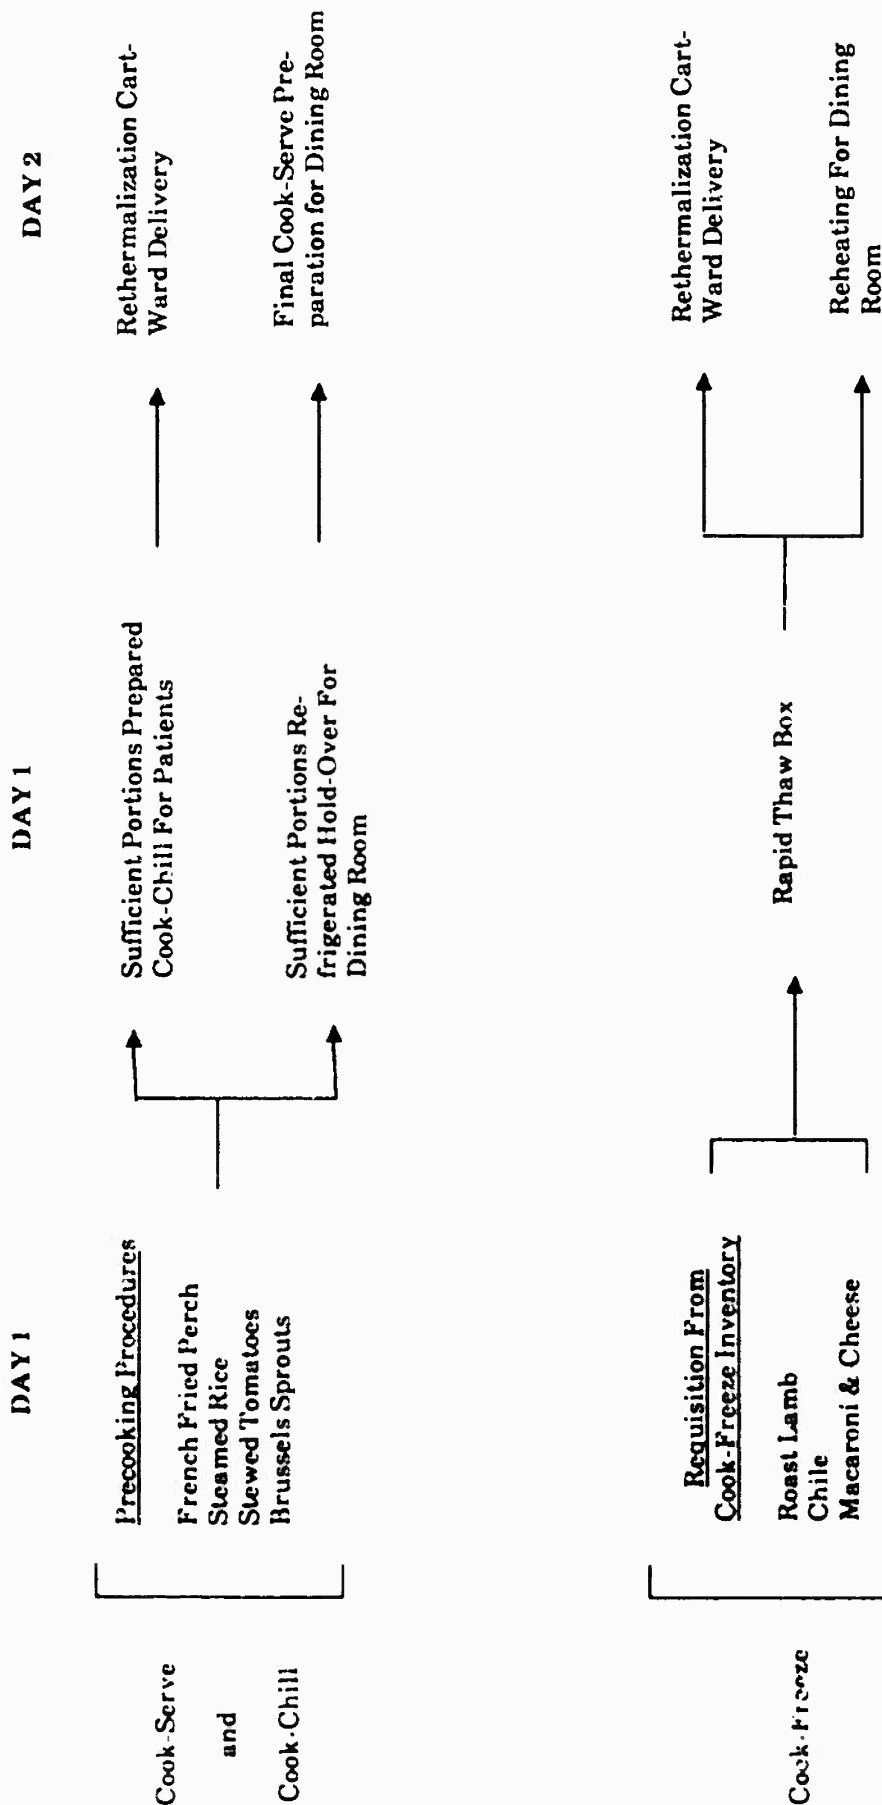 DAY 1
DAY 1
DAY 2
Cook-Serve
and
Cook-Chill
Precooking Procedures
French Fried Perch
Steamed Rice
Stewed Tomatoes
Brussels Sprouts
Sufficient Portions Prepared
Cook-Chill For Patients
Sufficient Portions Re-
frigerated Hold-Over For
Dining Room
Rethermalization Cart-
Ward Delivery
Final Cook-Serve Pre-
paration for Dining Room
Cook-Freeze
Requisition From
Cook-Freeze Inventory
Roast Lamb
Chile
Macaroni & Cheese
Rapid Thaw Box
Rethermalization Cart-
Ward Delivery
Reheating For Dining
Room